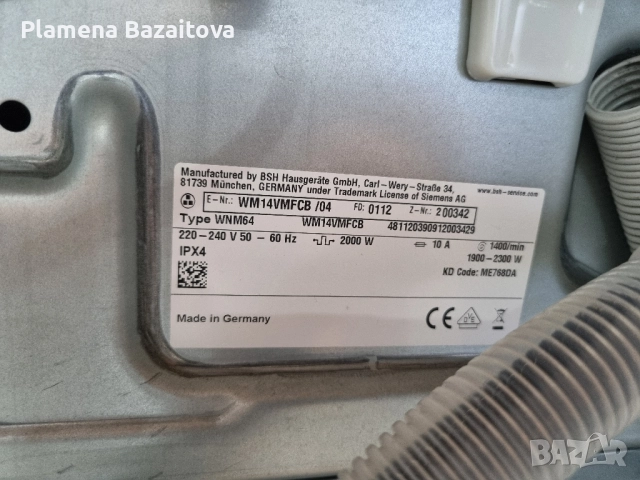 Plamena Bazaitova
Manufactured by BSH Hausgeräte GmbH, Carl-Wery-Straße 34,
81739 München, GERMANY under Trademark License of Siemens AG
www.bsh-service.com
E-Nr.: WM14VMFCB /04 FD: 0112 Z-Nr.: 200342
Type WNM64 WM14VMFCB 481120390912003429
220-240 V 50-60 Hz 2000 W 10 A 1400/min
IPX4 1900-2300 W
KD Code: ME768DA
Made in Germany CE
BAZAR